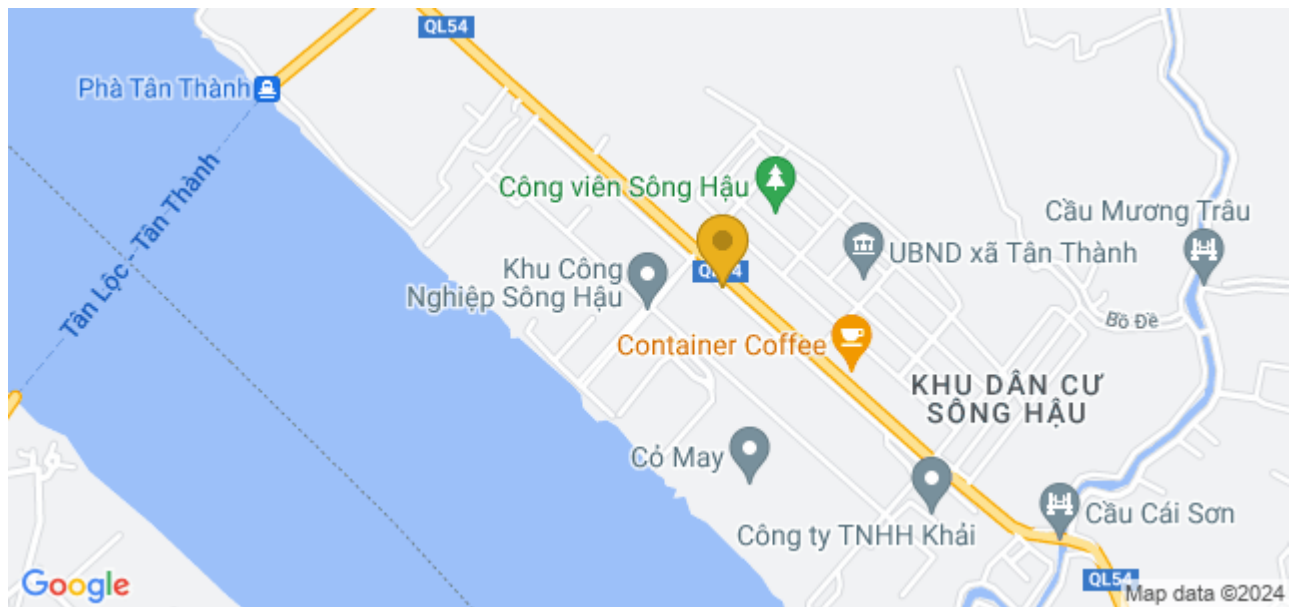 QL54
Phà Tân Thành
Tân Lộc - Tân Thành
Công viên Sông Hậu
Cầu Mương Trâu
UBND xã Tân Thành
Khu Công
Nghiệp Sông Hậu
Bồ Đề
Container Coffee
KHU DÂN CƯ
SÔNG HẬU
Cỏ May
Công ty TNHH Khải
Cầu Cái Sơn
QL54
Google
Map data ©2024